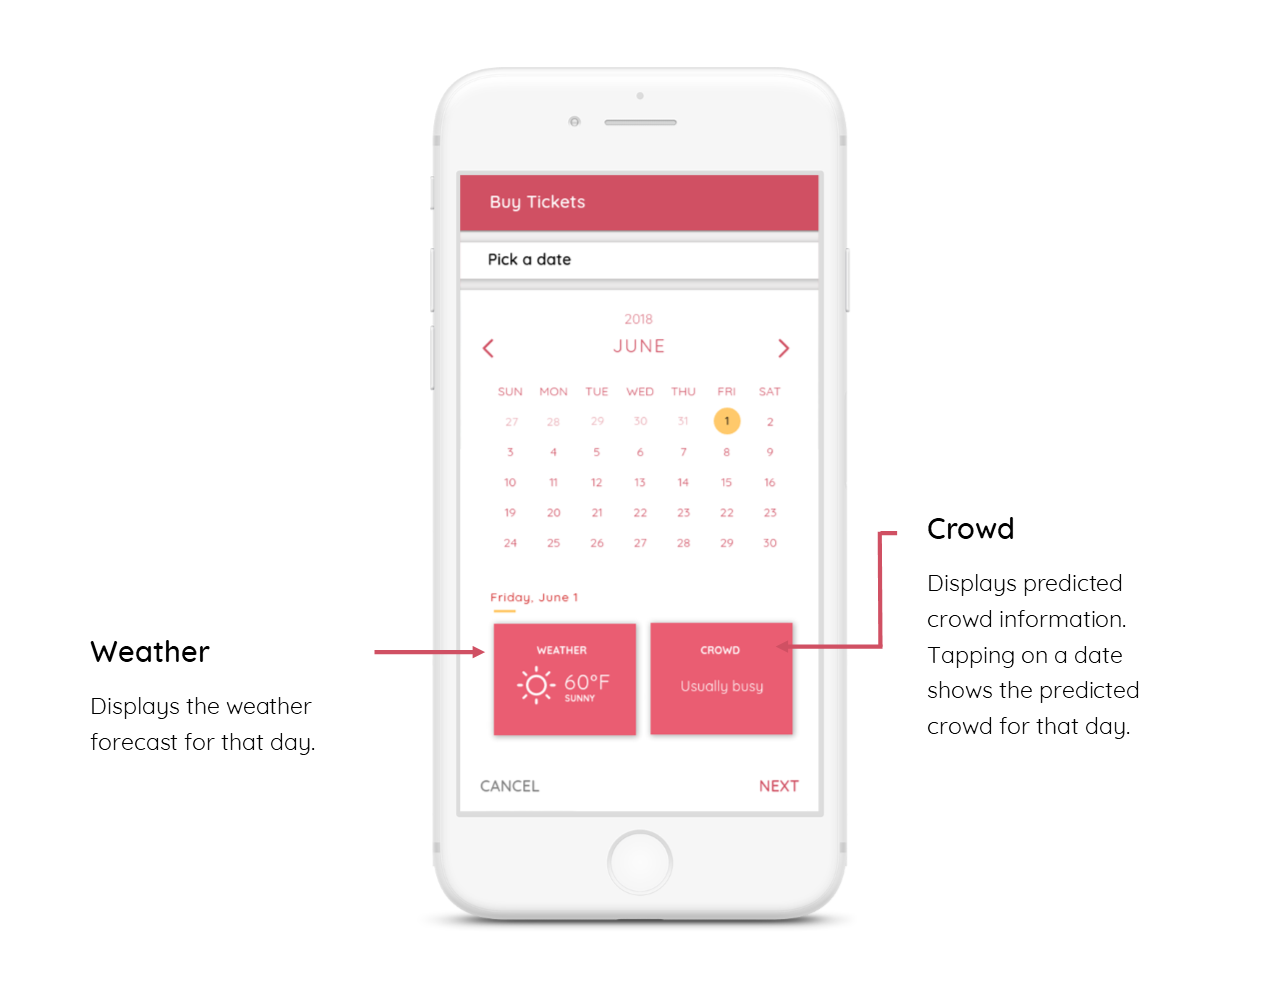 Buy Tickets
Pick a date
2018
JUNE
SUN MON TUE WED THU FRI SAT
27 28 29 30 31 1 2
3 4 5 6 7 8 9
10 11 12 13 14 15 16
19 20 21 22 23 22 23
24 25 26 27 28 29 30
Friday, June 1
WEATHER
60°F
SUNNY
CROWD
Usually busy
CANCEL
NEXT
Weather
Displays the weather
forecast for that day.
Crowd
Displays predicted
crowd information.
Tapping on a date
shows the predicted
crowd for that day.